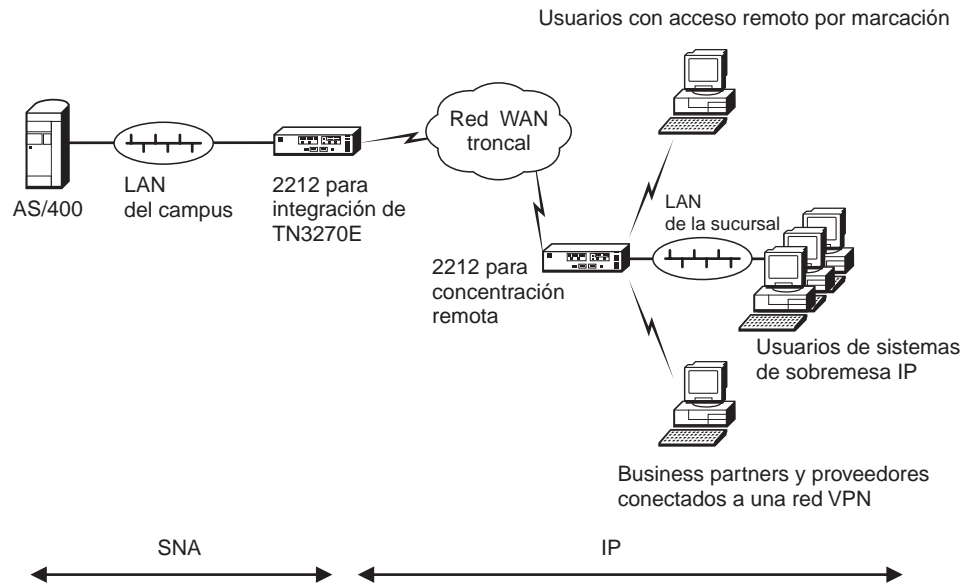 Usuarios con acceso remoto por marcación
Red WAN
troncal
AS/400
LAN
del campus
2212 para
integración de
TN3270E
LAN
de la sucursal
2212 para
concentración
remota
Usuarios de sistemas
de sobremesa IP
Business partners y proveedores
conectados a una red VPN
SNA
IP